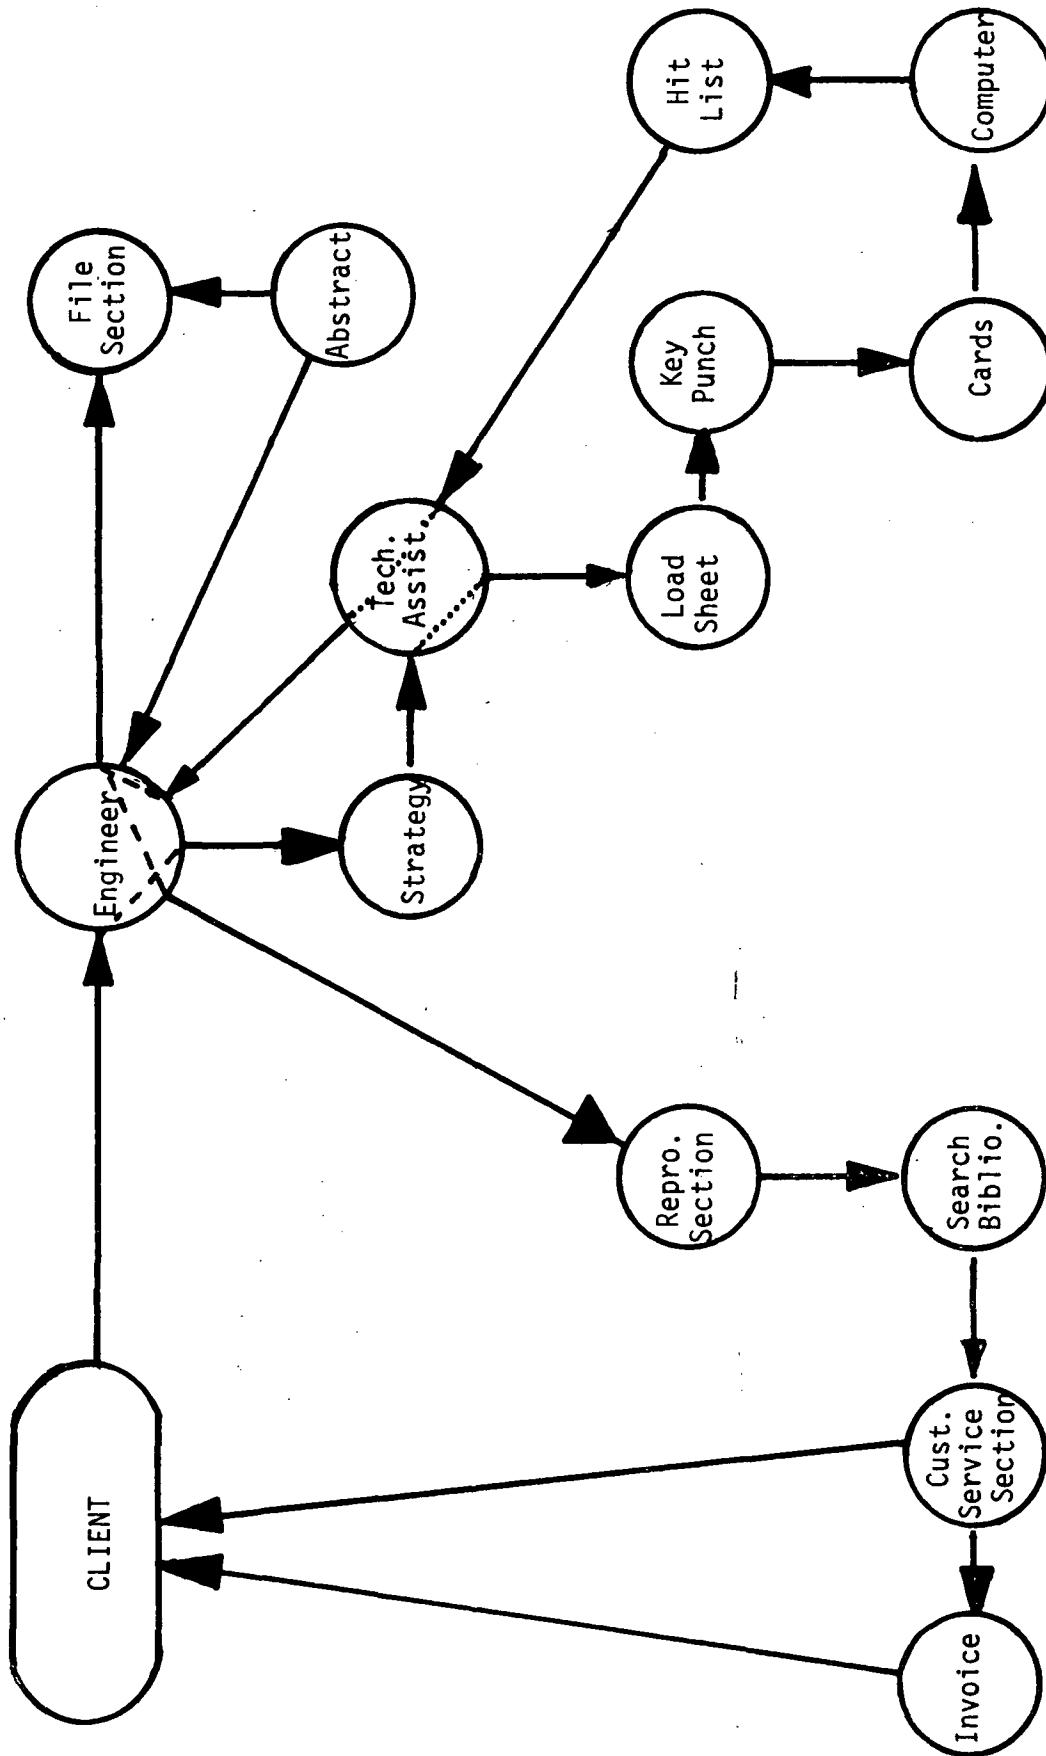 CLIENT
Engineer
File
Section
Abstract
Strategy
Tech.
Assist.
Hit
List
Load
Sheet
Key
Punch
Cards
Computer
Repro.
Section
Search
Biblio.
Cust.
Service
Section
Invoice